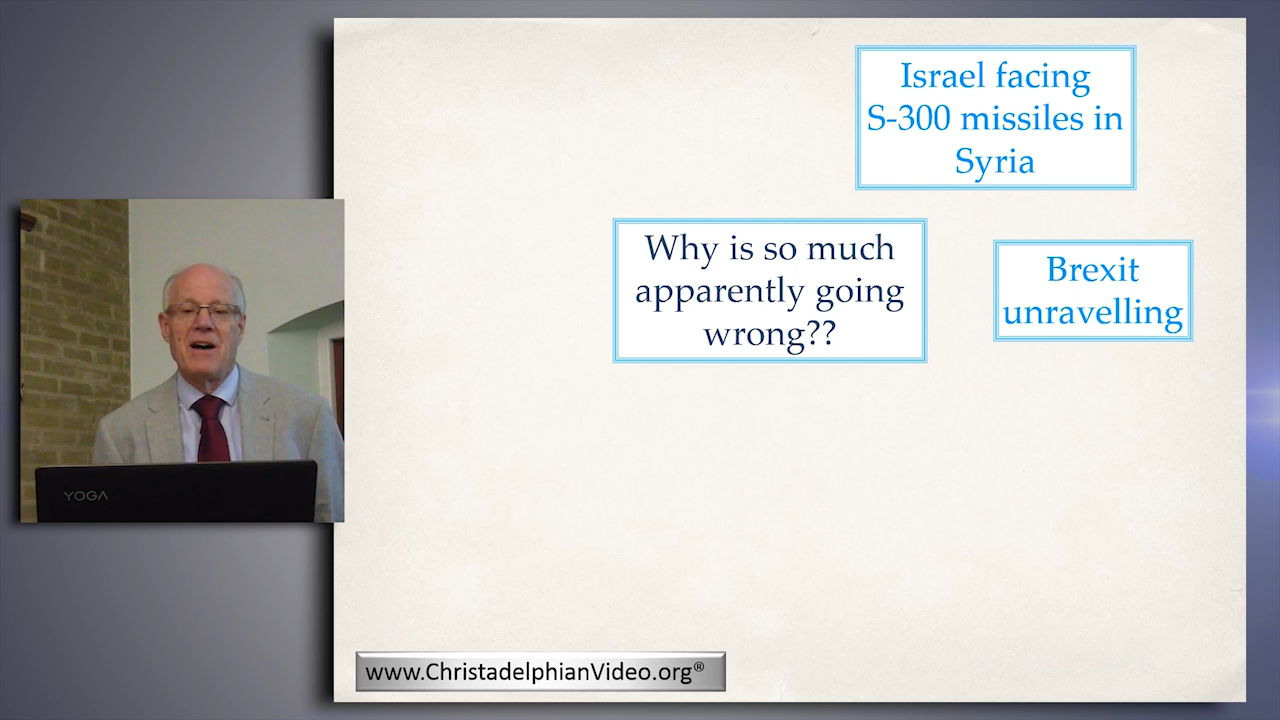 Israel facing
S-300 missiles in
Syria
Why is so much
apparently going
wrong??
Brexit
unravelling
YOGA
www.ChristadelphianVideo.org®